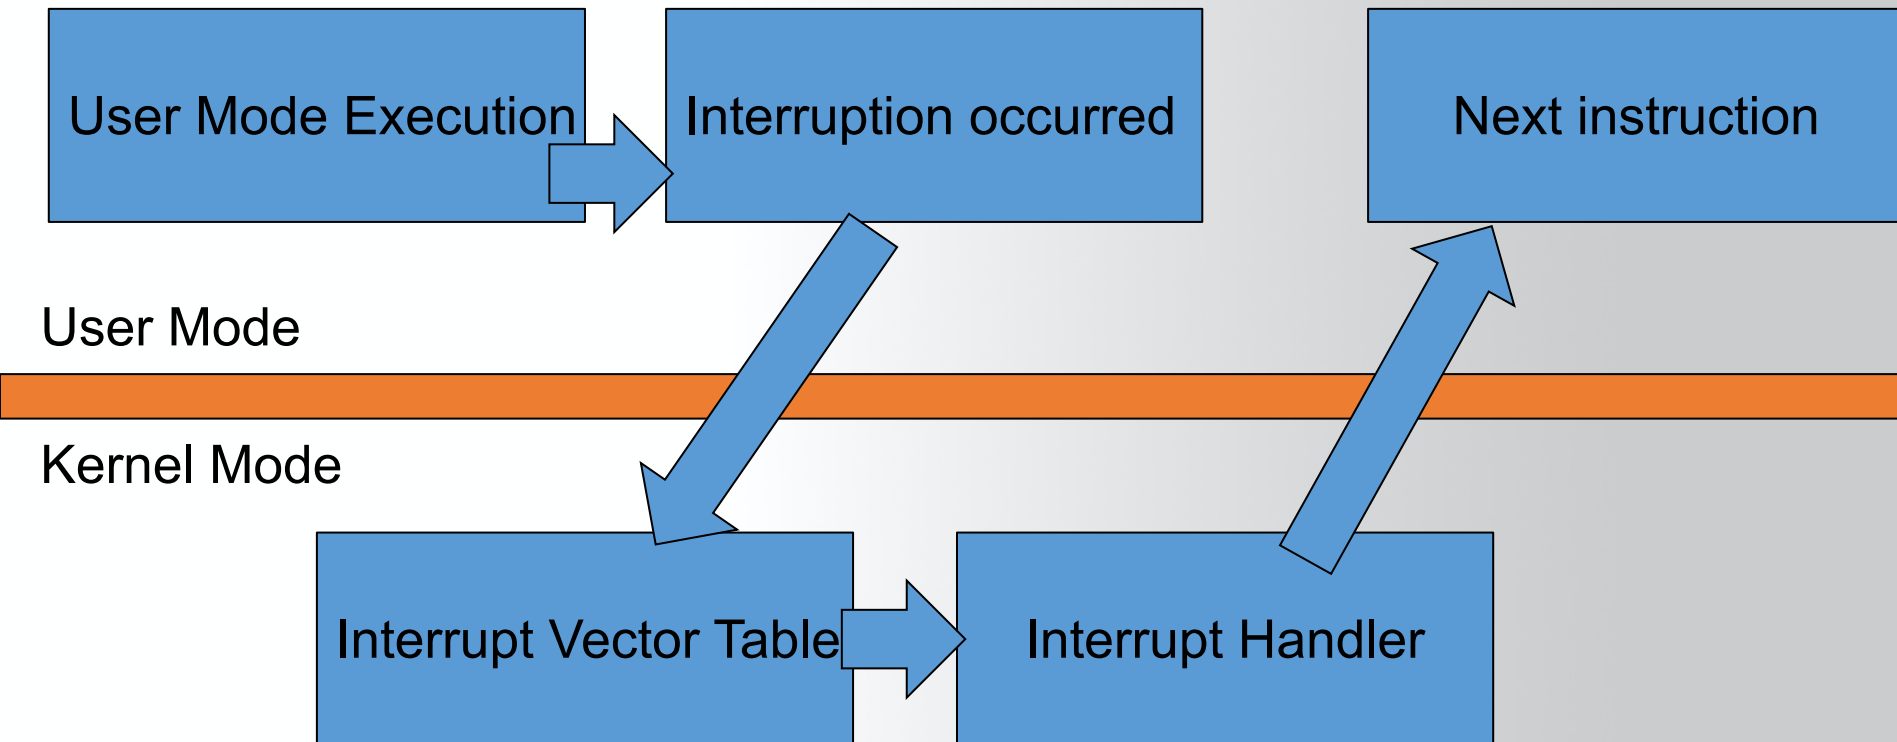 User Mode Execution
Interruption occurred
Next instruction
User Mode
Kernel Mode
Interrupt Vector Table
Interrupt Handler